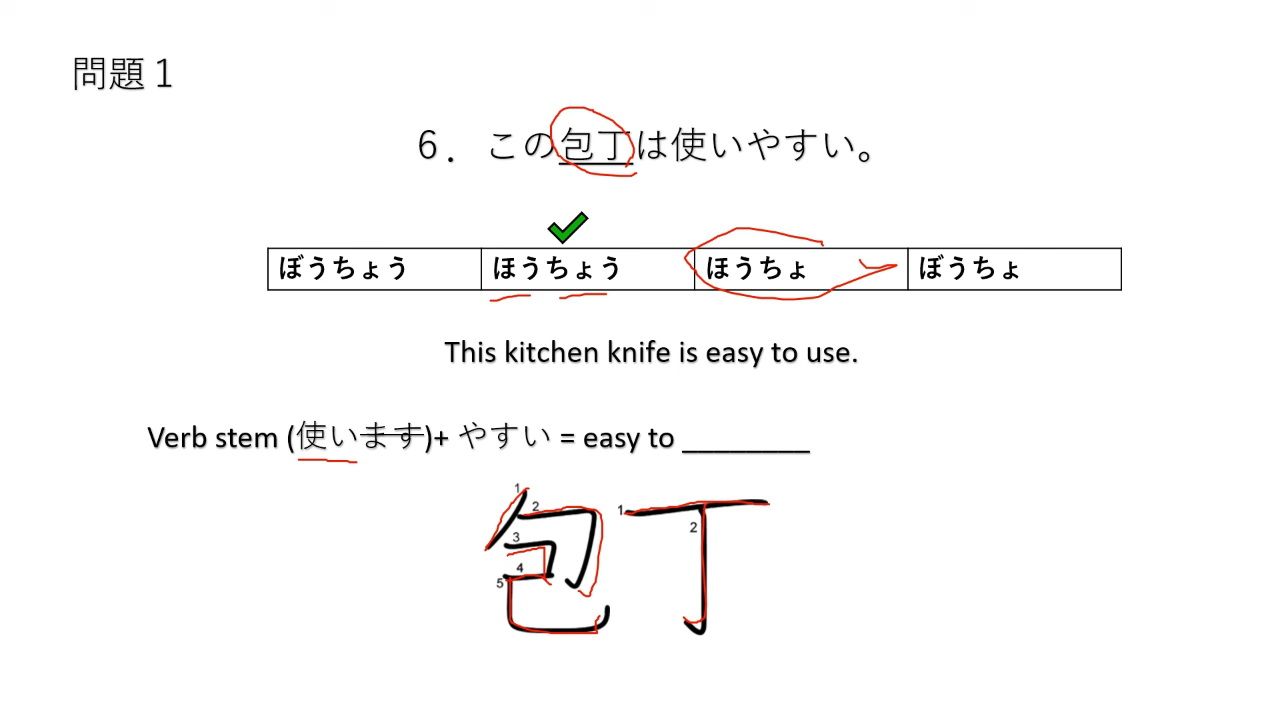 問題１
６．この包丁は使いやすい。
ぼうちょう ほうちょう ほうちょ ぼうちょ
This kitchen knife is easy to use.
Verb stem (使います)+ やすい = easy to ________
包丁
1 2 3 4 5 1 2